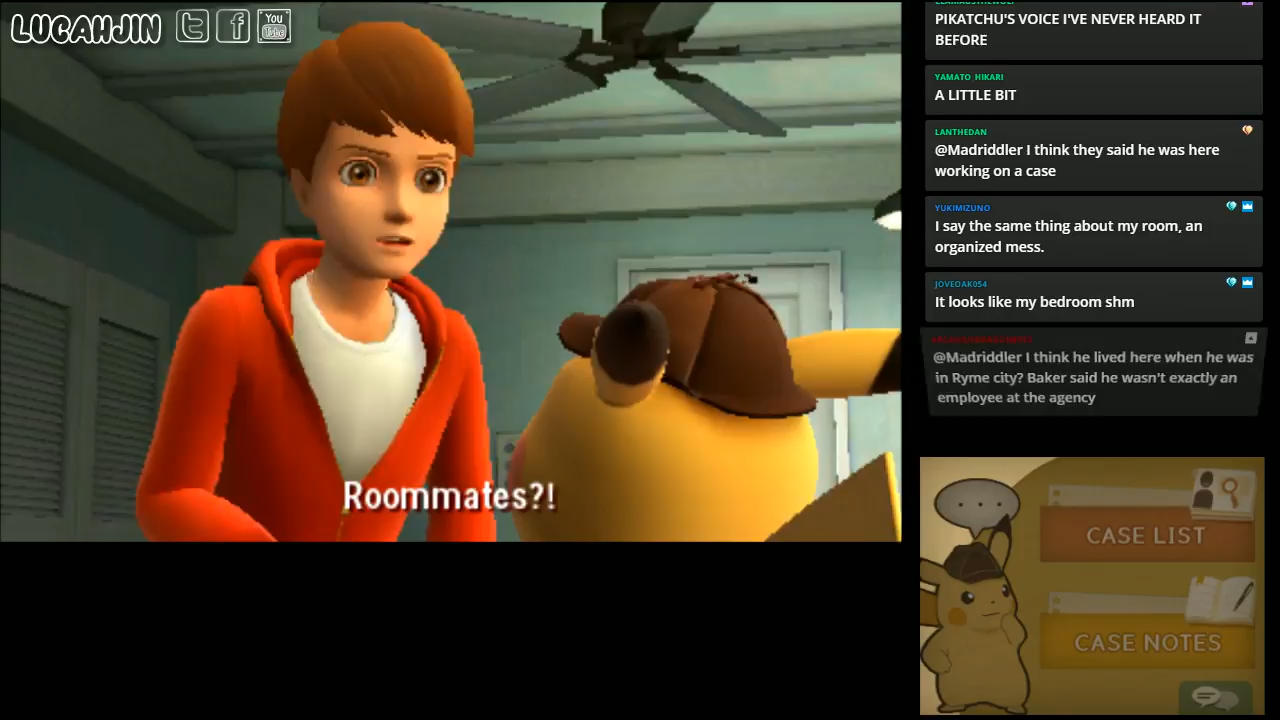 LUCAHJIN
You
Tube
Roommates?!
PIKATCHU'S VOICE I'VE NEVER HEARD IT
BEFORE
YAMATO_HIKARI
A LITTLE BIT
LANTHEDAN
@Madriddler I think they said he was here
working on a case
YUKIMIZUNO
I say the same thing about my room, an
organized mess.
JOVEOAK054
It looks like my bedroom shm
@Madriddler I think he lived here when he was
in Ryme city? Baker said he wasn't exactly an
employee at the agency
CASE LIST
CASE NOTES